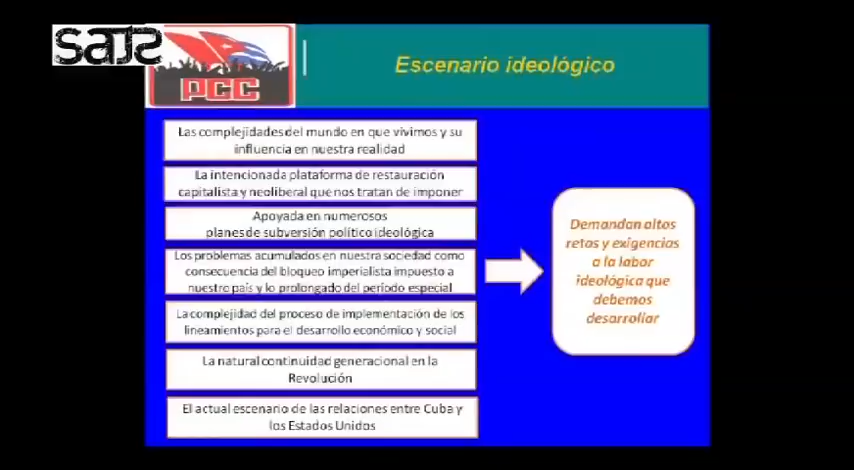 SATS
PCC
Escenario ideológico
Las complejidades del mundo en que vivimos y su
influencia en nuestra realidad
La intencionada plataforma de restauración
capitalista y neoliberal que nos tratan de imponer
Apoyada en numerosos
planes de subversión político ideológica
Los problemas acumulados en nuestra sociedad como
consecuencia del bloqueo imperialista impuesto a
nuestro país y lo prolongado del período especial
La complejidad del proceso de implementación de los
lineamientos para el desarrollo económico y social
La natural continuidad generacional en la
Revolución
El actual escenario de las relaciones entre Cuba y
los Estados Unidos
Demandan altos
retos y exigencias
a la labor
ideológica que
debemos
desarrollar